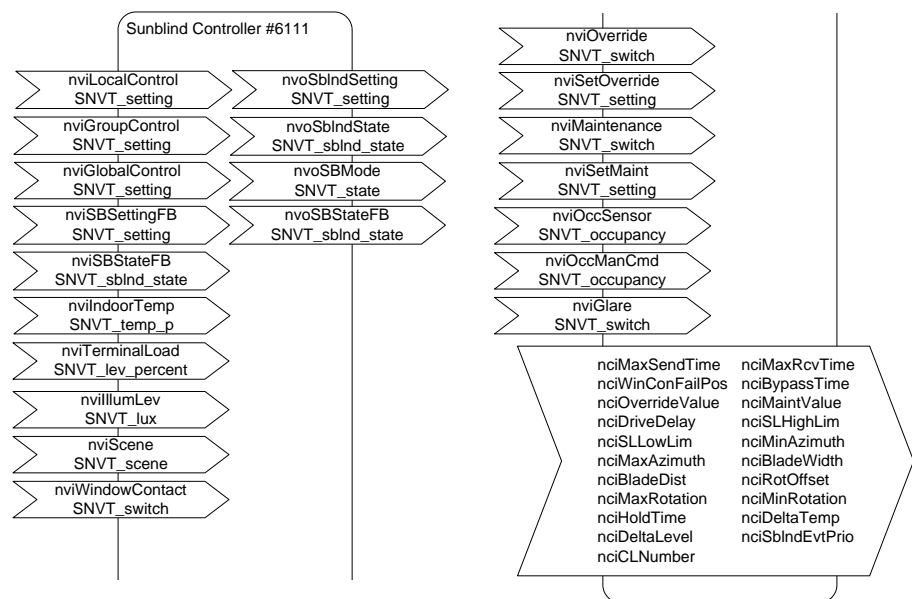 Sunblind Controller #6111
nviLocalControl
SNVT_setting
nviGroupControl
SNVT_setting
nviGlobalControl
SNVT_setting
nviSBSettingFB
SNVT_setting
nviSBStateFB
SNVT_sblnd_state
nviIndoorTemp
SNVT_temp_p
nviTerminalLoad
SNVT_lev_percent
nviIllumLev
SNVT_lux
nviScene
SNVT_scene
nviWindowContact
SNVT_switch
nvoSblndSetting
SNVT_setting
nvoSblndState
SNVT_sblnd_state
nvoSBMode
SNVT_state
nvoSBStateFB
SNVT_sblnd_state
nviOverride
SNVT_switch
nviSetOverride
SNVT_setting
nviMaintenance
SNVT_switch
nviSetMaint
SNVT_setting
nviOccSensor
SNVT_occupancy
nviOccManCmd
SNVT_occupancy
nviGlare
SNVT_switch
nciMaxSendTime nciMaxRcvTime
nciWinConFailPos nciBypassTime
nciOverrideValue nciMaintValue
nciDriveDelay nciSLHighLim
nciSLLowLim nciMinAzimuth
nciMaxAzimuth nciBladeWidth
nciBladeDist nciRotOffset
nciMaxRotation nciMinRotation
nciHoldTime nciDeltaTemp
nciDeltaLevel nciSblndEvtPrio
nciCLNumber